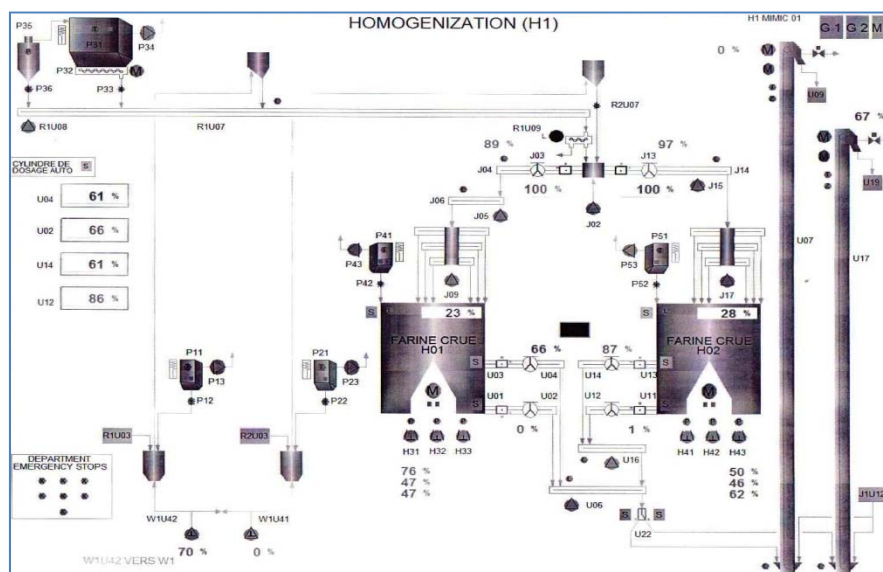 HOMOGENIZATION (H1)
H1 MIMIC 01
G 1 G 2 M
P35
P31
P34
P32
M
P36
P33
0 %
M
M
U09
R1U08
R1U07
R2U07
R1U09
L
67 %
M
M
U19
CYLINDRE DE
DOSAGE AUTO
S
U04 61 %
U02 66 %
U14 61 %
U12 86 %
89 %
J03
J04
100 %
J13
97 %
100 %
J14
J15
J02
J06
J05
U07
U17
P41
P43
P42
J09
P51
P53
P52
J17
S
23 %
FARINE CRUE
H01
S
28 %
FARINE CRUE
H02
66 %
87 %
S
U03 U04
U14 U13
S
M
S
U01 U02
U12 U11
S
M
0 %
1 %
P11
P13
P12
P21
P23
P22
H31 H32 H33
H41 H42 H43
R1U03
R2U03
DEPARTMENT
EMERGENCY STOPS
76 %
47 %
47 %
U16
50 %
46 %
62 %
U06
S S
U22
J1U12
W1U42
W1U41
70 %
0 %
W1U42 VERS W1